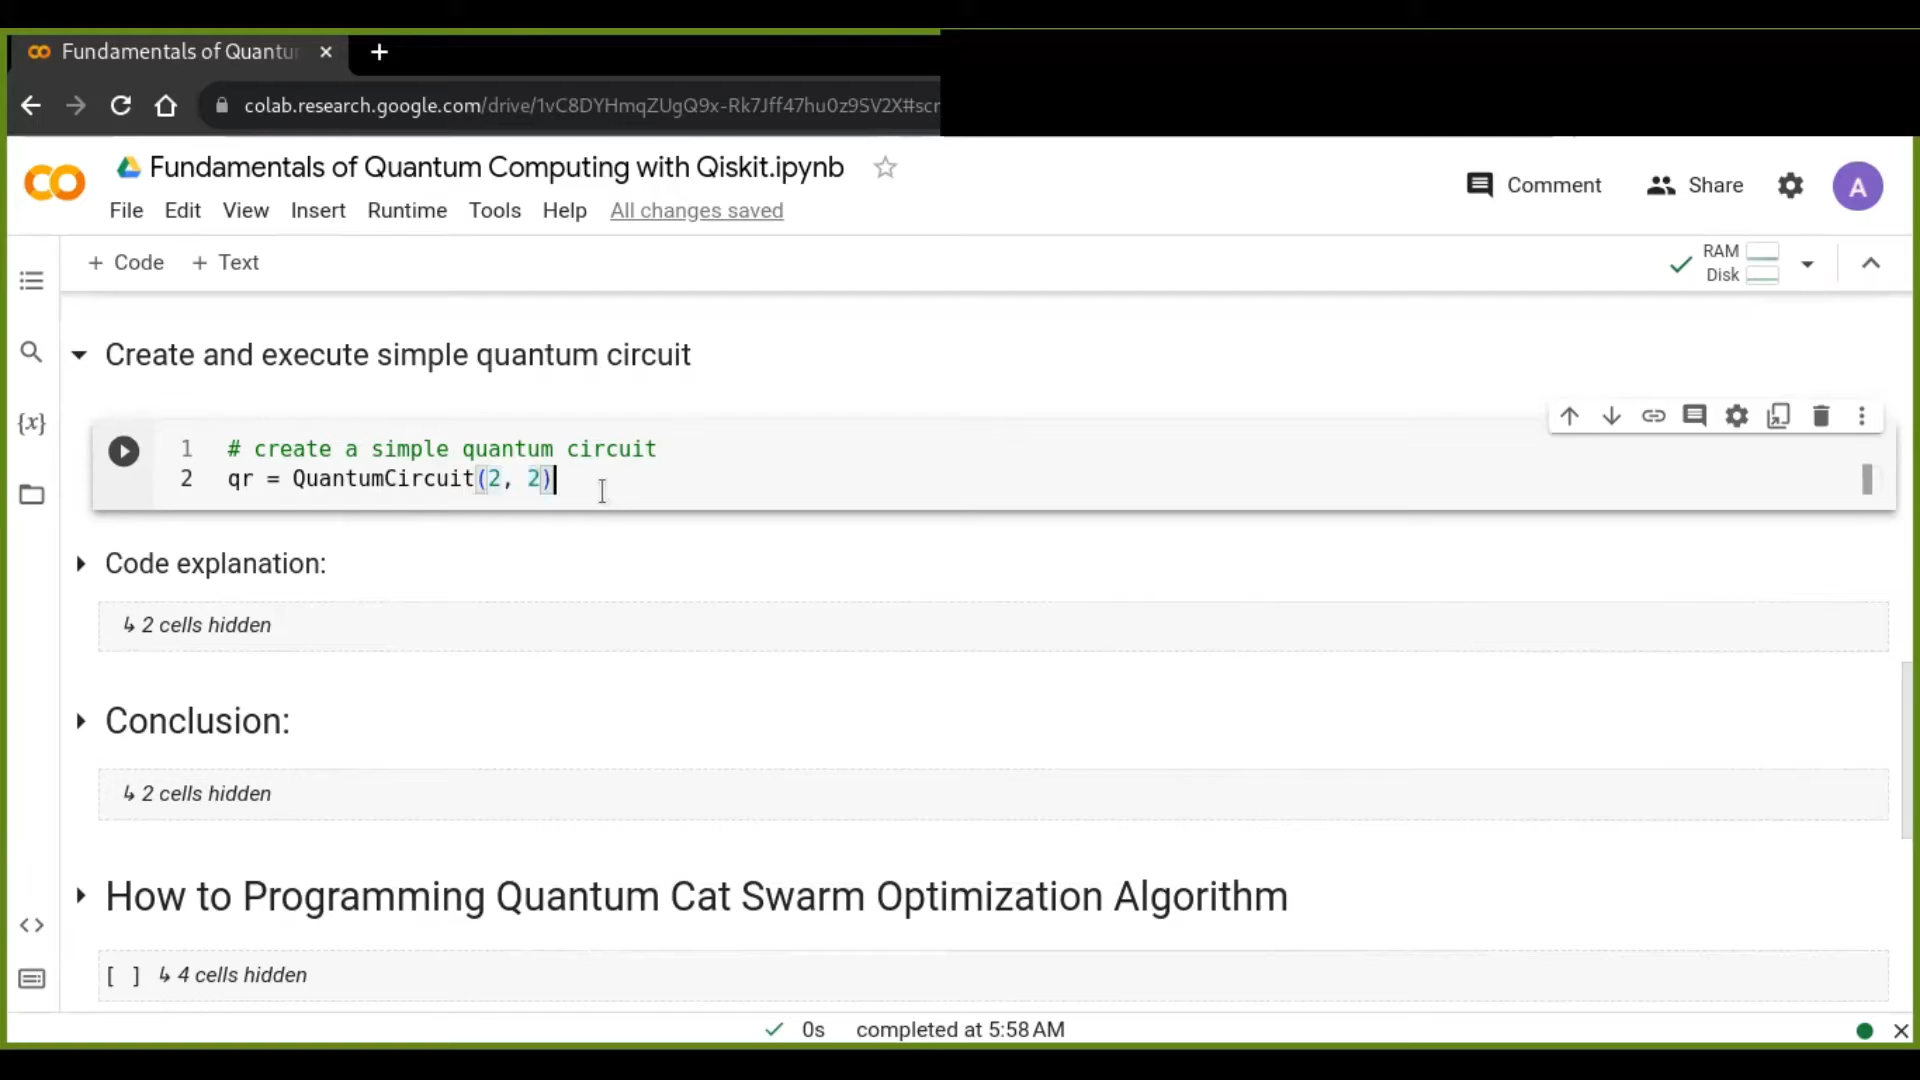 Fundamentals of Quantu
colab.research.google.com/drive/1vC8DYHmqZUgQ9x-Rk7Jff47hu0z9SV2X#scr
Fundamentals of Quantum Computing with Qiskit.ipynb
Comment
Share
A
File Edit View Insert Runtime Tools Help All changes saved
+ Code + Text
RAM
Disk
Create and execute simple quantum circuit
{x}
1 # create a simple quantum circuit
2 qr = QuantumCircuit(2, 2)
Code explanation:
↳ 2 cells hidden
Conclusion:
↳ 2 cells hidden
How to Programming Quantum Cat Swarm Optimization Algorithm
[ ] ↳ 4 cells hidden
0s completed at 5:58 AM